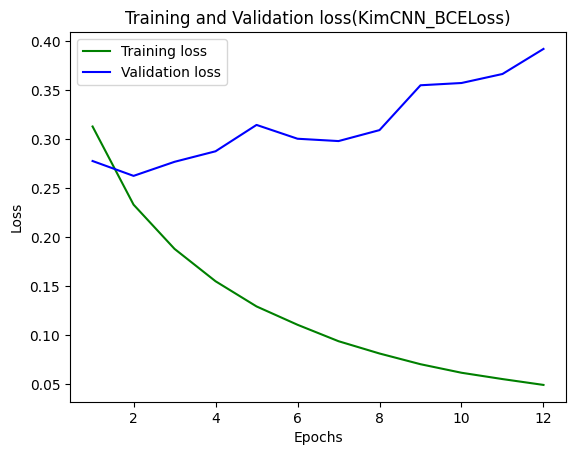 Training and Validation loss(KimCNN_BCELoss)
Training loss
Validation loss
0.40
0.35
0.30
0.25
0.20
0.15
0.10
0.05
Loss
2 4 6 8 10 12
Epochs